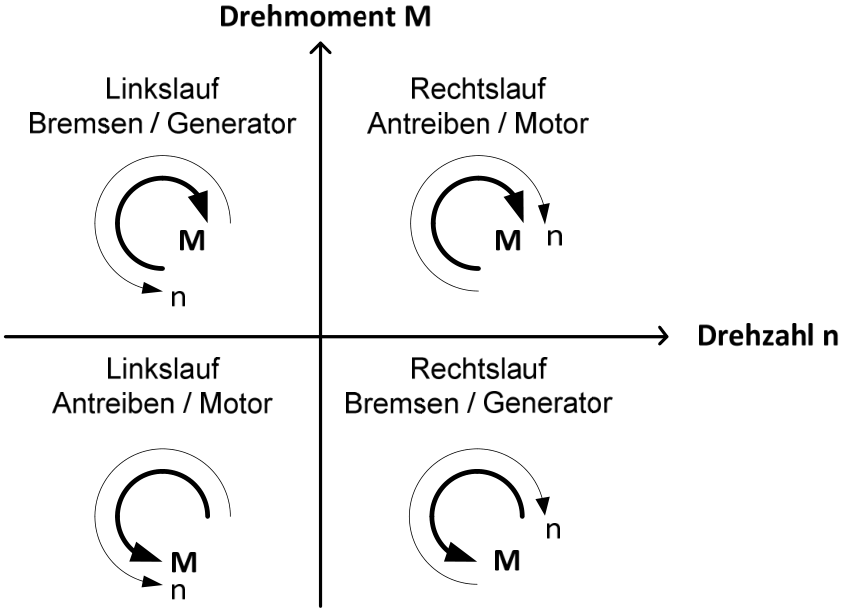 Drehmoment M
Linkslauf
Bremsen / Generator
M
n
Rechtslauf
Antreiben / Motor
M
n
Drehzahl n
Linkslauf
Antreiben / Motor
M
n
Rechtslauf
Bremsen / Generator
n
M